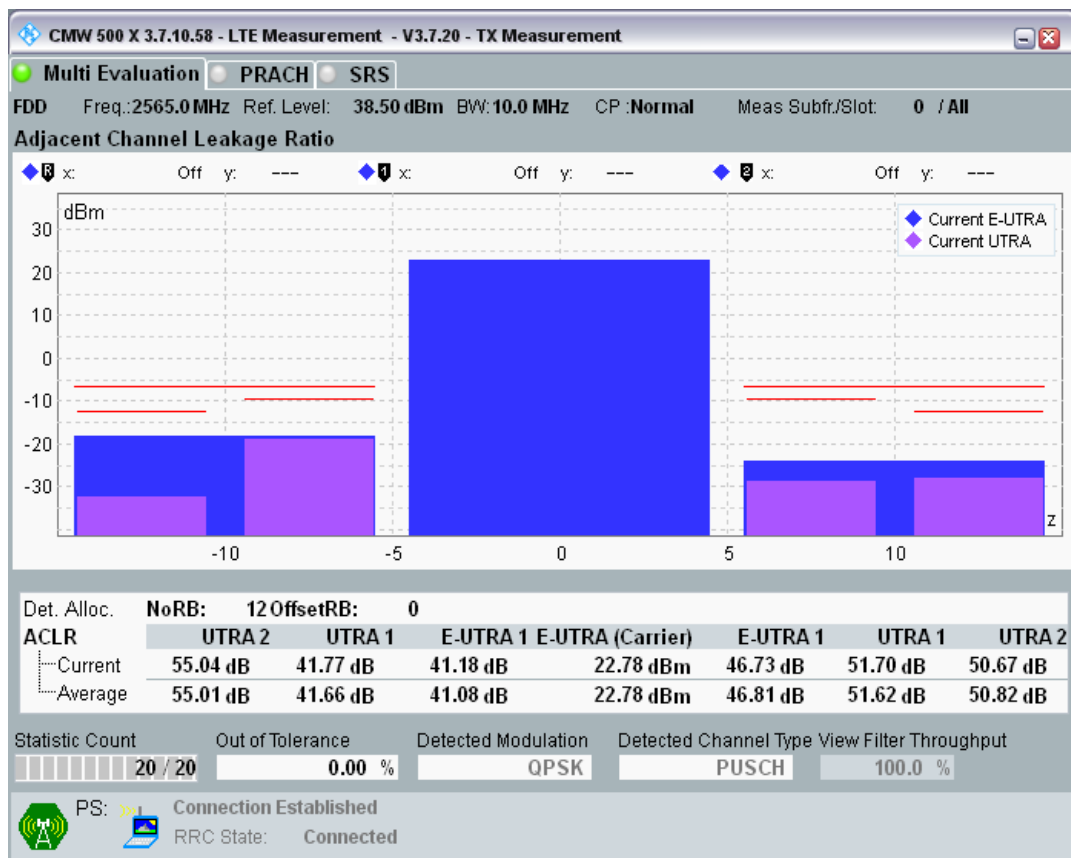 CMW 500 X 3.7.10.58 - LTE Measurement - V3.7.20 - TX Measurement
Multi Evaluation PRACH SRS
FDD Freq.:2565.0 MHz Ref. Level: 38.50 dBm BW:10.0 MHz CP :Normal Meas Subfr./Slot: 0 / All
Adjacent Channel Leakage Ratio
R x: Off y: --- 1 x: Off y: --- 2 x: Off y: ---
dBm
Current E-UTRA
Current UTRA
30
20
10
0
-10
-20
-30
z
-10 -5 0 5 10
Det. Alloc. NoRB: 12 OffsetRB: 0
ACLR UTRA 2 UTRA 1 E-UTRA 1 E-UTRA (Carrier) E-UTRA 1 UTRA 1 UTRA 2
Current 55.04 dB 41.77 dB 41.18 dB 22.78 dBm 46.73 dB 51.70 dB 50.67 dB
Average 55.01 dB 41.66 dB 41.08 dB 22.78 dBm 46.81 dB 51.62 dB 50.82 dB
Statistic Count Out of Tolerance Detected Modulation Detected Channel Type View Filter Throughput
20 / 20 0.00 % QPSK PUSCH 100.0 %
PS: Connection Established
RRC State: Connected